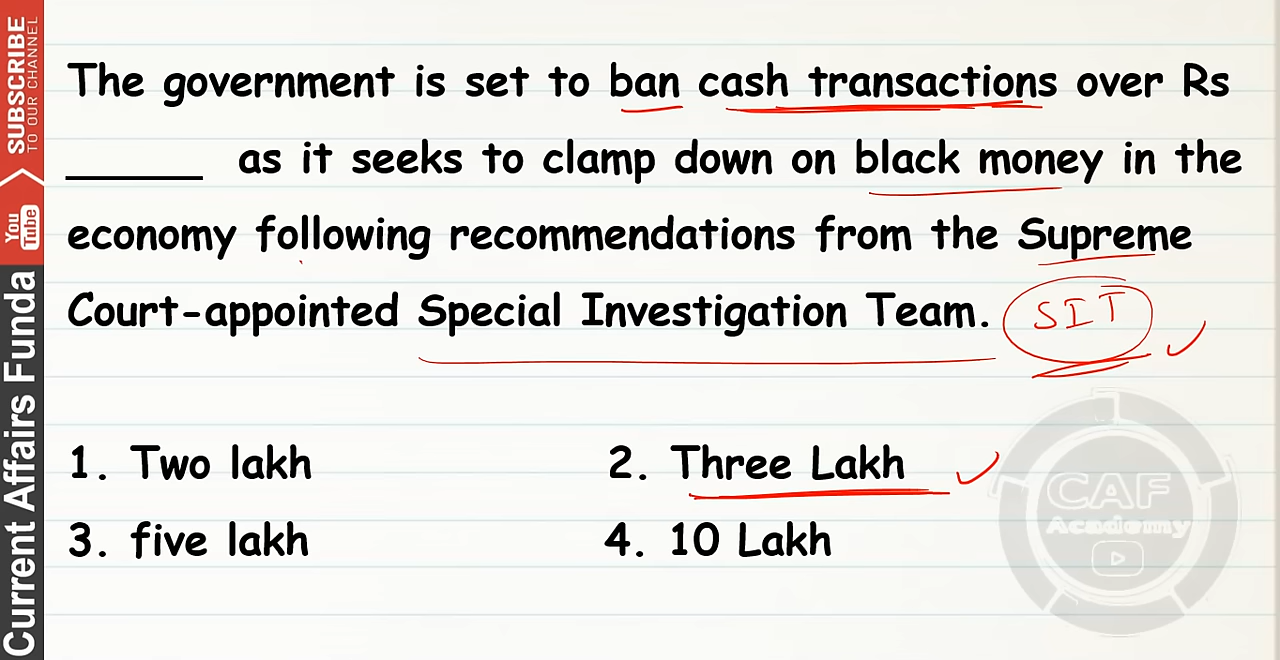 SUBSCRIBE
TO OUR CHANNEL
You Tube
Current Affairs Funda
The government is set to ban cash transactions over Rs
______ as it seeks to clamp down on black money in the
economy following recommendations from the Supreme
Court-appointed Special Investigation Team.
SIT
1. Two lakh
2. Three Lakh
3. five lakh
4. 10 Lakh
CAF
Academy